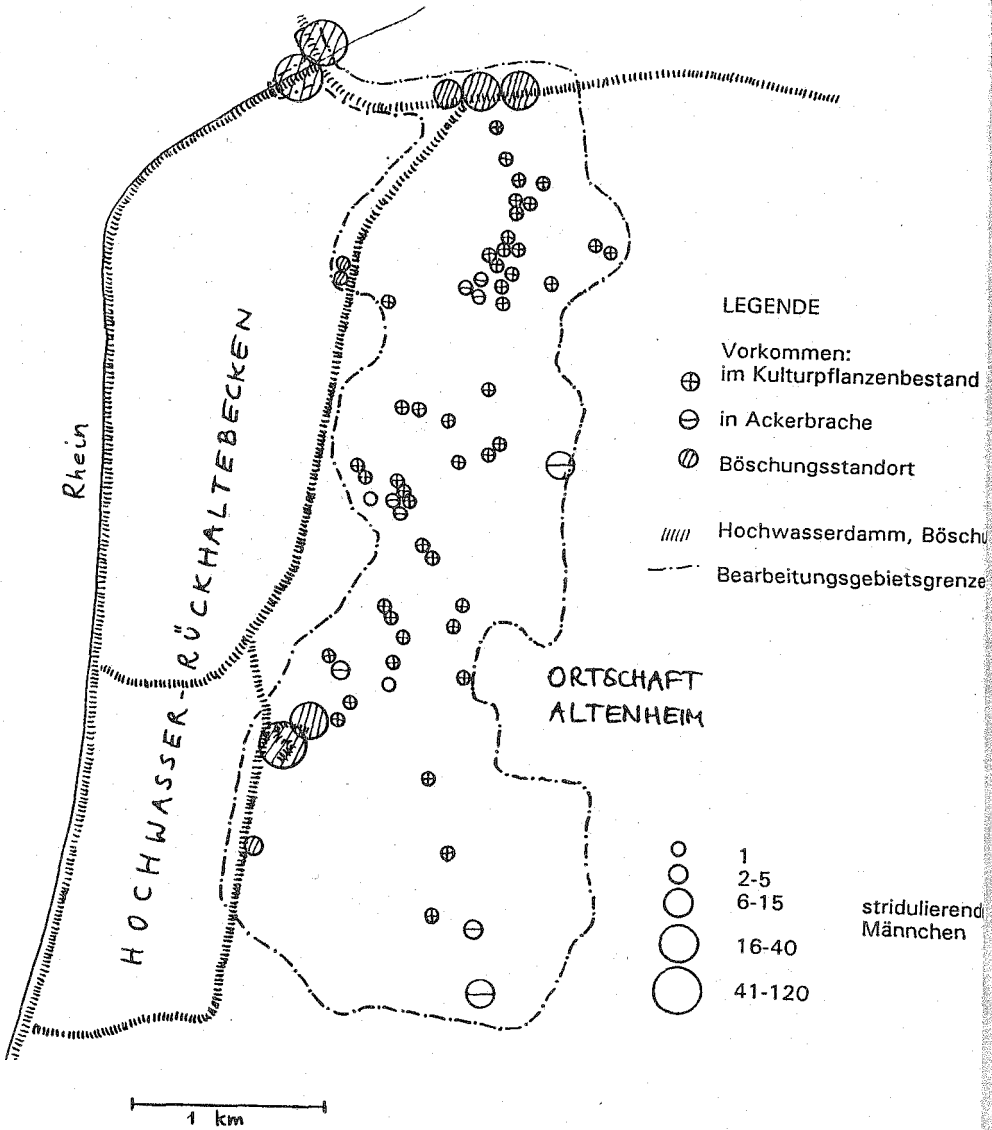 Rhein
HOCHWASSER-RÜCKHALTEBECKEN
ORTSCHAFT
ALTENHEIM
LEGENDE
Vorkommen:
im Kulturpflanzenbestand
in Ackerbrache
Böschungsstandort
Hochwasserdamm, Böschu
Bearbeitungsgebietsgrenze
1
2-5
6-15
16-40
41-120
stridulierend
Männchen
1 km